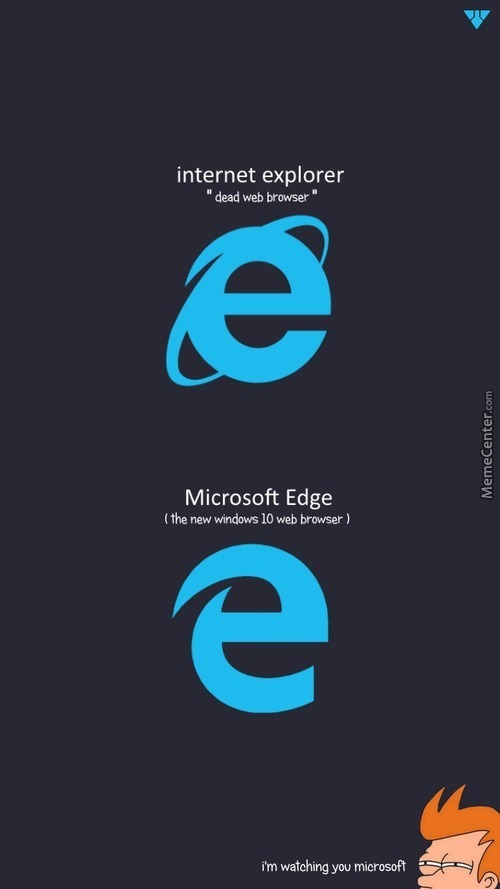 internet explorer
" dead web browser "
MemeCenter.com
Microsoft Edge
( the new windows 10 web browser )
i'm watching you microsoft